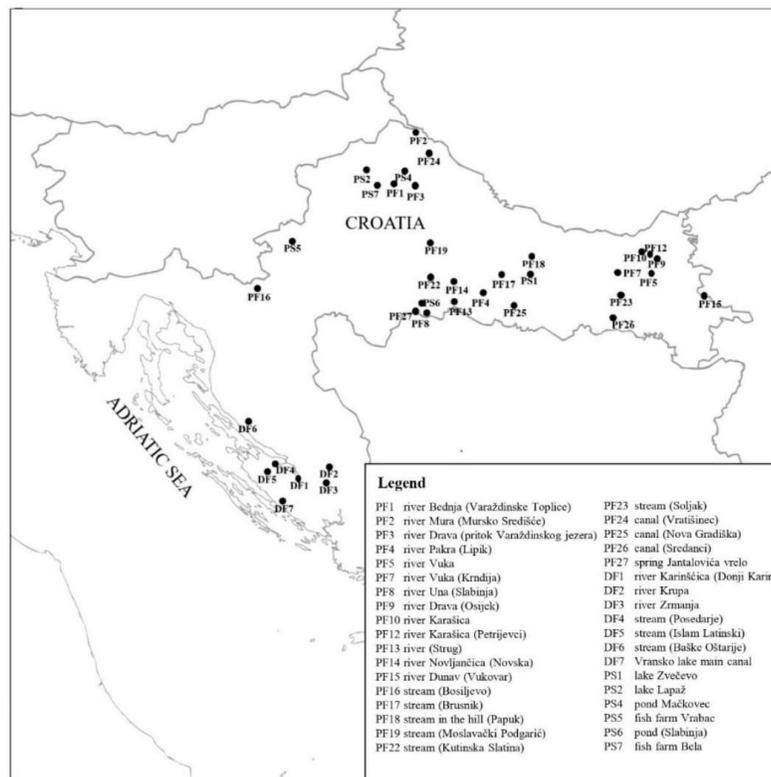 PF2
PF24
PS2
PS4
PS7
PF1
PF3
CROATIA
PS5
PF19
PF12
PF10
PF18
PF9
PF7
PF5
PF22
PF14
PF17
PS1
PF16
PF4
PF23
PF15
PS6
PF13
PF25
PF27
PF8
PF26
ADRIATIC SEA
DF6
DF4
DF2
DF5
DF1
DF3
DF7
Legend
PF1 river Bednja (Varaždinske Toplice)
PF2 river Mura (Mursko Središće)
PF3 river Drava (pritok Varaždinskog jezera)
PF4 river Pakra (Lipik)
PF5 river Vuka
PF7 river Vuka (Krndija)
PF8 river Una (Slabinja)
PF9 river Drava (Osijek)
PF10 river Karašica
PF12 river Karašica (Petrijevci)
PF13 river (Strug)
PF14 river Novljančica (Novska)
PF15 river Dunav (Vukovar)
PF16 stream (Bosiljevo)
PF17 stream (Brusnik)
PF18 stream in the hill (Papuk)
PF19 stream (Moslavački Podgarić)
PF22 stream (Kutinska Slatina)
PF23 stream (Soljak)
PF24 canal (Vratišinec)
PF25 canal (Nova Gradiška)
PF26 canal (Sredanci)
PF27 spring Jantalovića vrelo
DF1 river Karinšćica (Donji Karin
DF2 river Krupa
DF3 river Zrmanja
DF4 stream (Posedarje)
DF5 stream (Islam Latinski)
DF6 stream (Baške Oštarije)
DF7 Vransko lake main canal
PS1 lake Zvečevo
PS2 lake Lapaž
PS4 pond Mačkovec
PS5 fish farm Vrabac
PS6 pond (Slabinja)
PS7 fish farm Bela